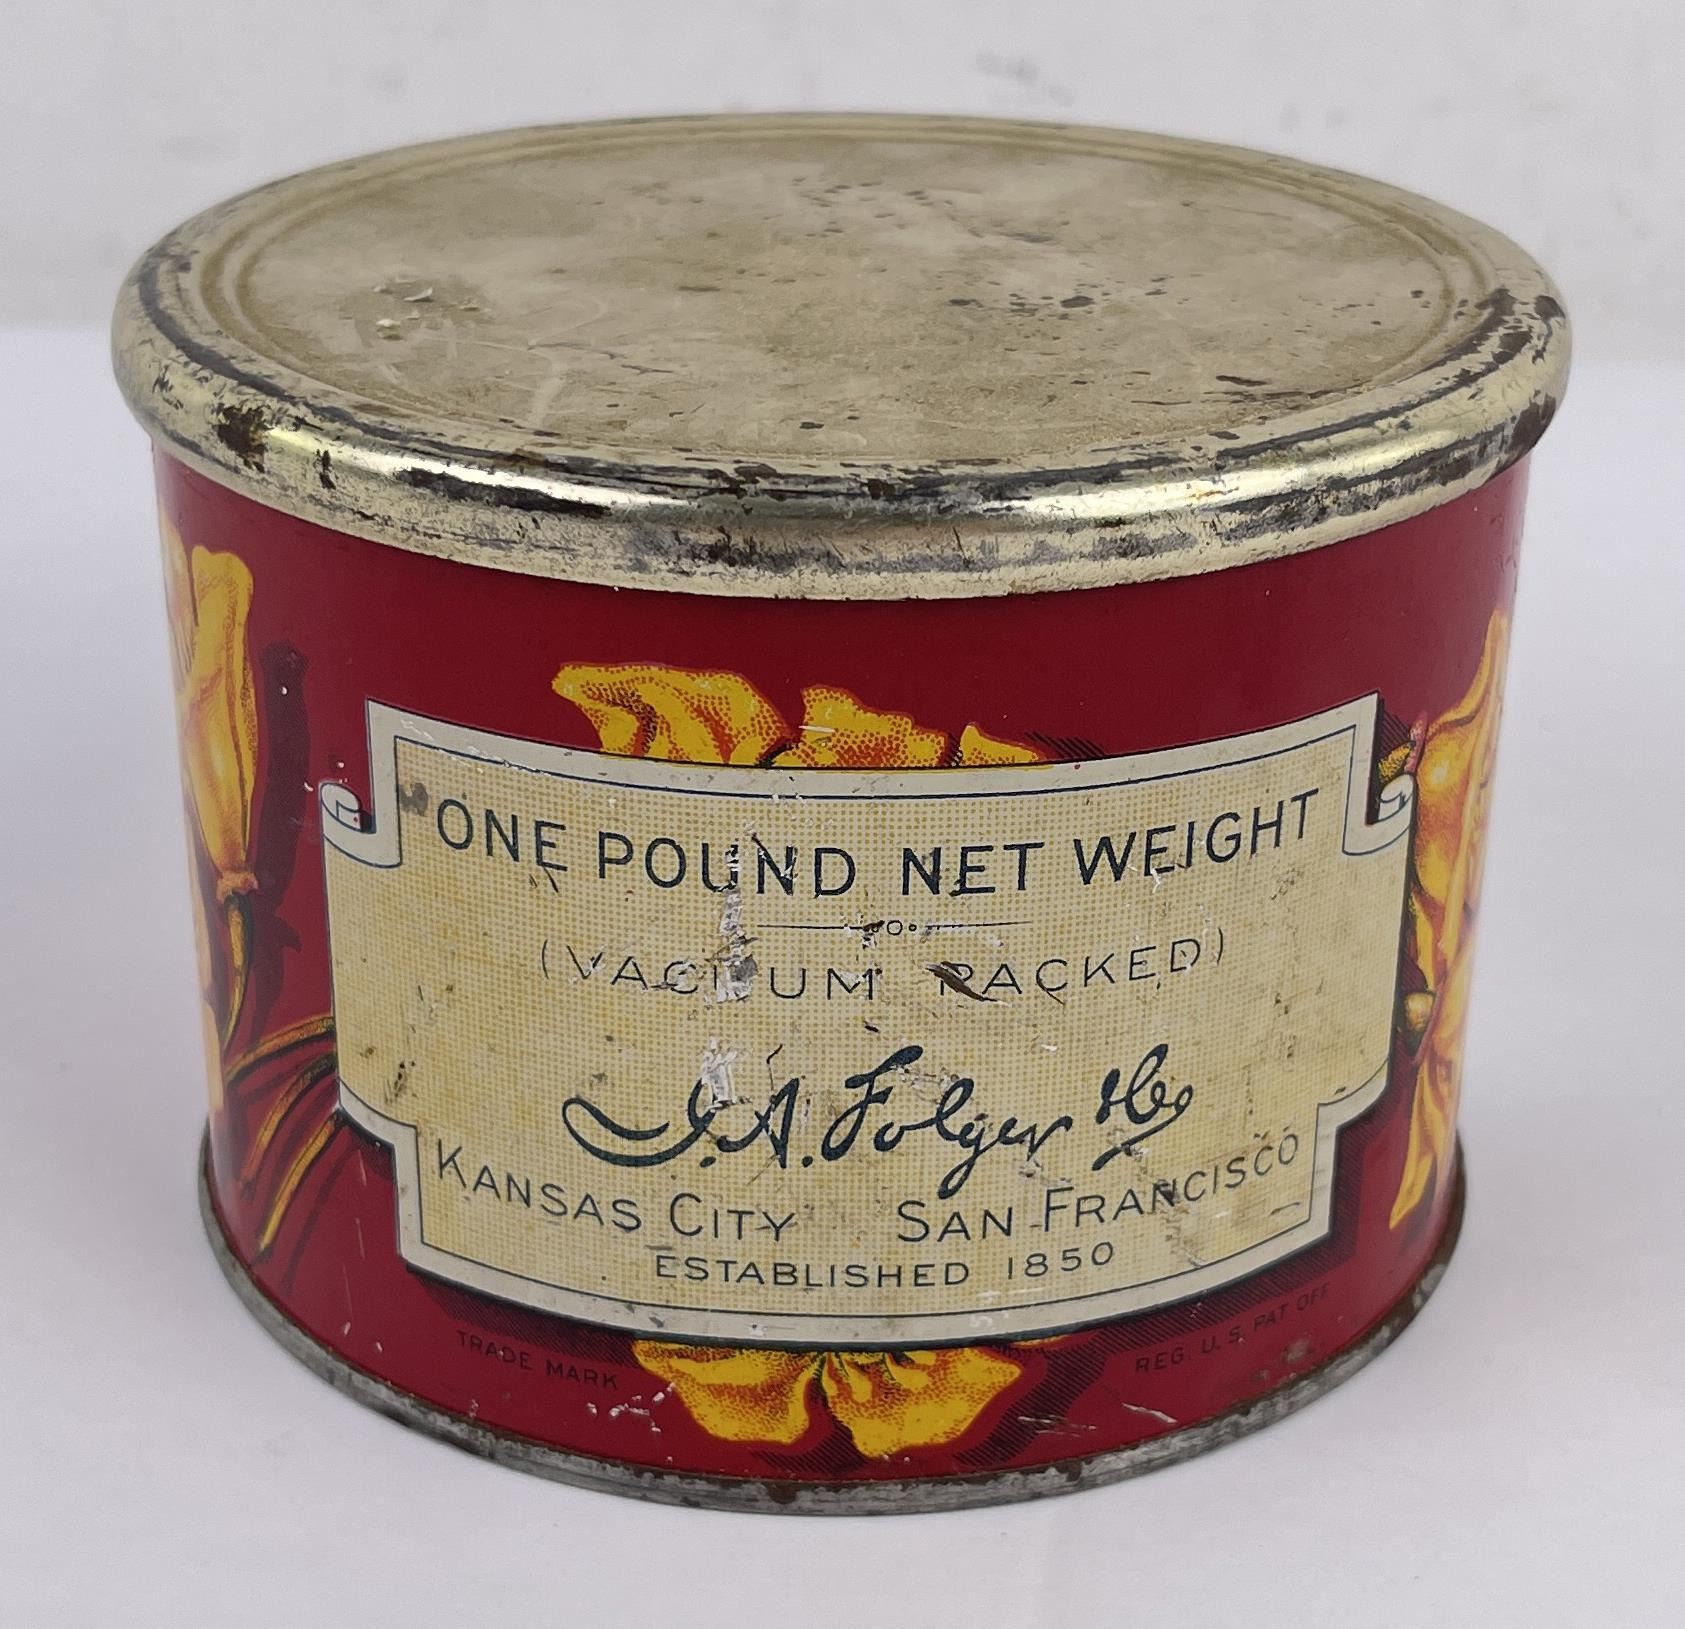 ONE POUND NET WEIGHT
(VACUUM PACKED)
J.A. Folger & Co
KANSAS CITY SAN FRANCISCO
ESTABLISHED 1850
TRADE MARK REG. U.S. PAT OFF